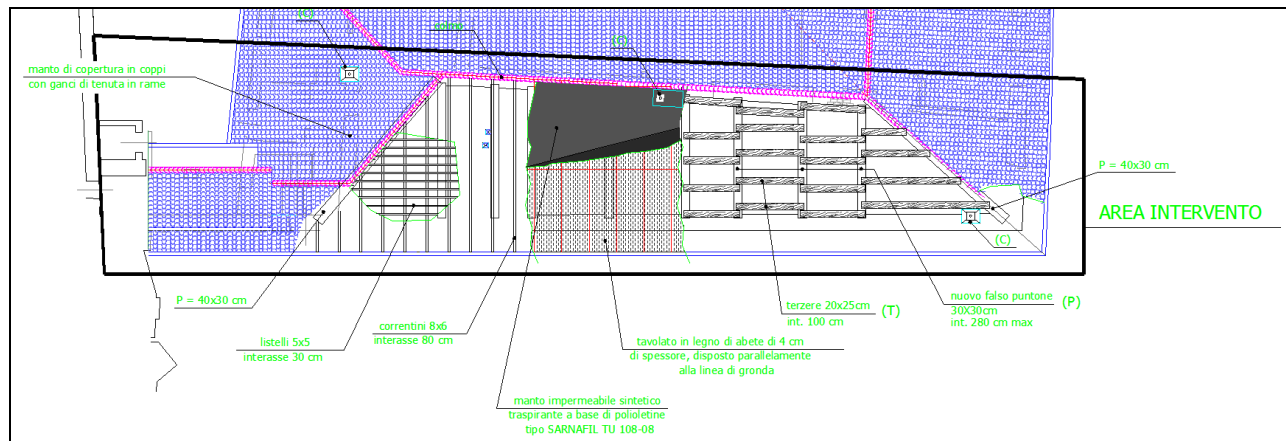 manto di copertura in coppi
con ganci di tenuta in rame
P = 40x30 cm
AREA INTERVENTO
(C)
P = 40x30 cm
terzere 20x25cm
int. 100 cm
(T)
nuovo falso puntone
30X30cm
int. 280 cm max
(P)
correntini 8x6
interasse 80 cm
listelli 5x5
interasse 30 cm
tavolato in legno di abete di 4 cm
di spessore, disposto parallelamente
alla linea di gronda
manto impermeabile sintetico
traspirante a base di polioletine
tipo SARNAFIL TU 108-08